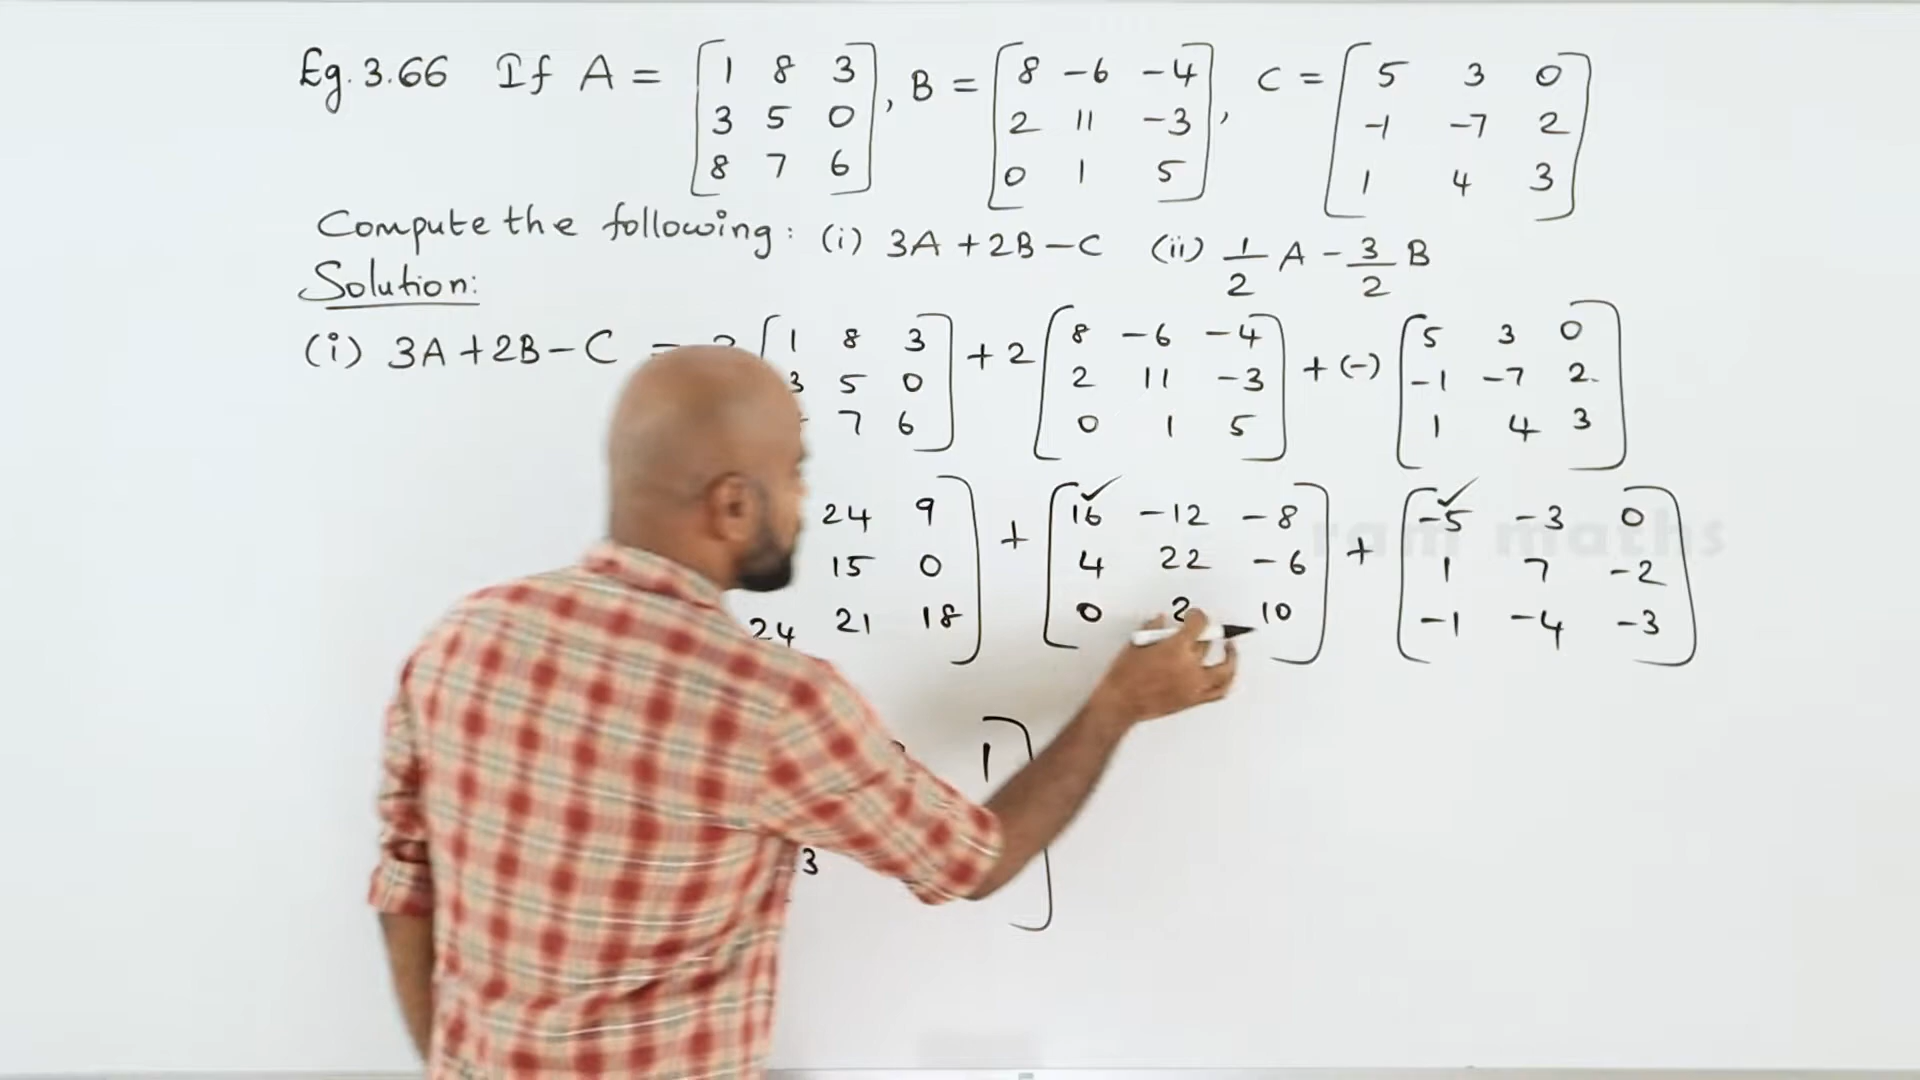 Eg. 3.66 If A = [1 8 3 , B = [8 -6 -4 , C = [5 3 0
3 5 0 2 11 -3 -1 -7 2
8 7 6] 0 1 5] 1 4 3]
Compute the following: (i) 3A + 2B - C (ii) 1/2 A - 3/2 B
Solution:
(i) 3A + 2B - C = [1 8 3 + 2 [8 -6 -4 + (-) [5 3 0
3 5 0 2 11 -3 -1 -7 2
7 6] 0 1 5] 1 4 3]
24 9 + [16 ✓ -12 -8 + [-5 ✓ -3 0
15 0 4 22 -6 1 7 -2
24 21 18] 0 2 10] -1 -4 -3]
1
3 ]
ram maths